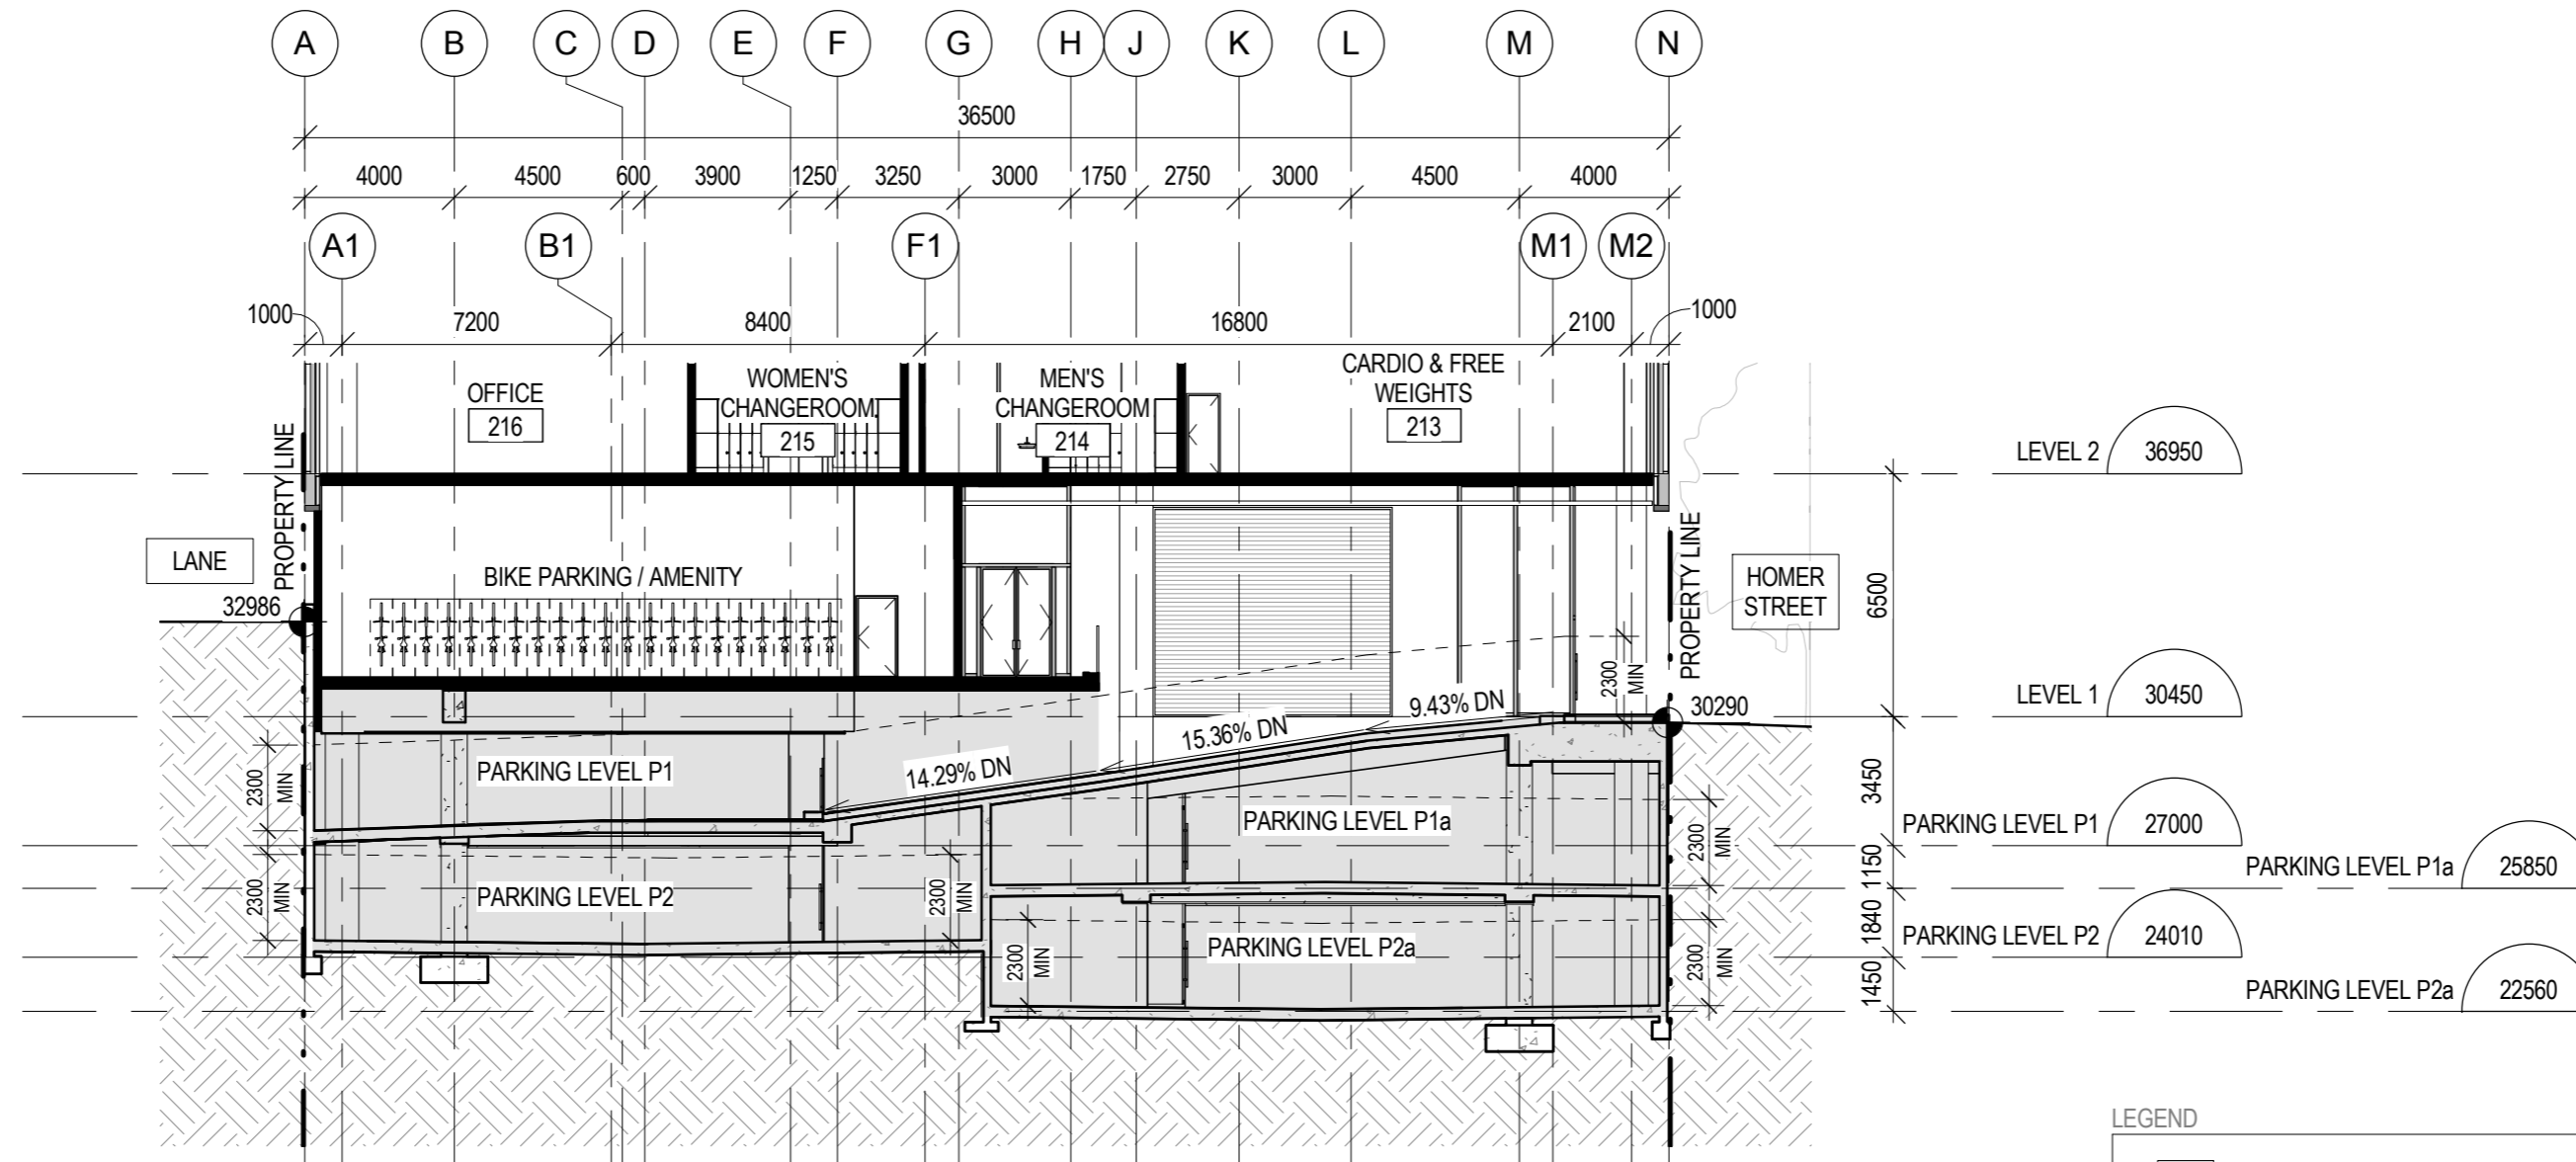 A B C D E F G H J K L M N
36500
4000 4500 600 3900 1250 3250 3000 1750 2750 3000 4500 4000
A1 B1 F1 M1 M2
1000 7200 8400 16800 2100 1000
OFFICE
216
WOMEN'S
CHANGEROOM
215
MEN'S
CHANGEROOM
214
CARDIO & FREE
WEIGHTS
213
PROPERTY LINE
LANE
32986
BIKE PARKING / AMENITY
PROPERTY LINE
HOMER
STREET
2300
MIN
30290
9.43% DN
15.36% DN
14.29% DN
PARKING LEVEL P1
2300
MIN
PARKING LEVEL P1a
2300
MIN
PARKING LEVEL P2
2300
MIN
2300
MIN
PARKING LEVEL P2a
2300
MIN
2300
MIN
6500
3450
1150
1840
1450
LEVEL 2 36950
LEVEL 1 30450
PARKING LEVEL P1 27000
PARKING LEVEL P1a 25850
PARKING LEVEL P2 24010
PARKING LEVEL P2a 22560
LEGEND